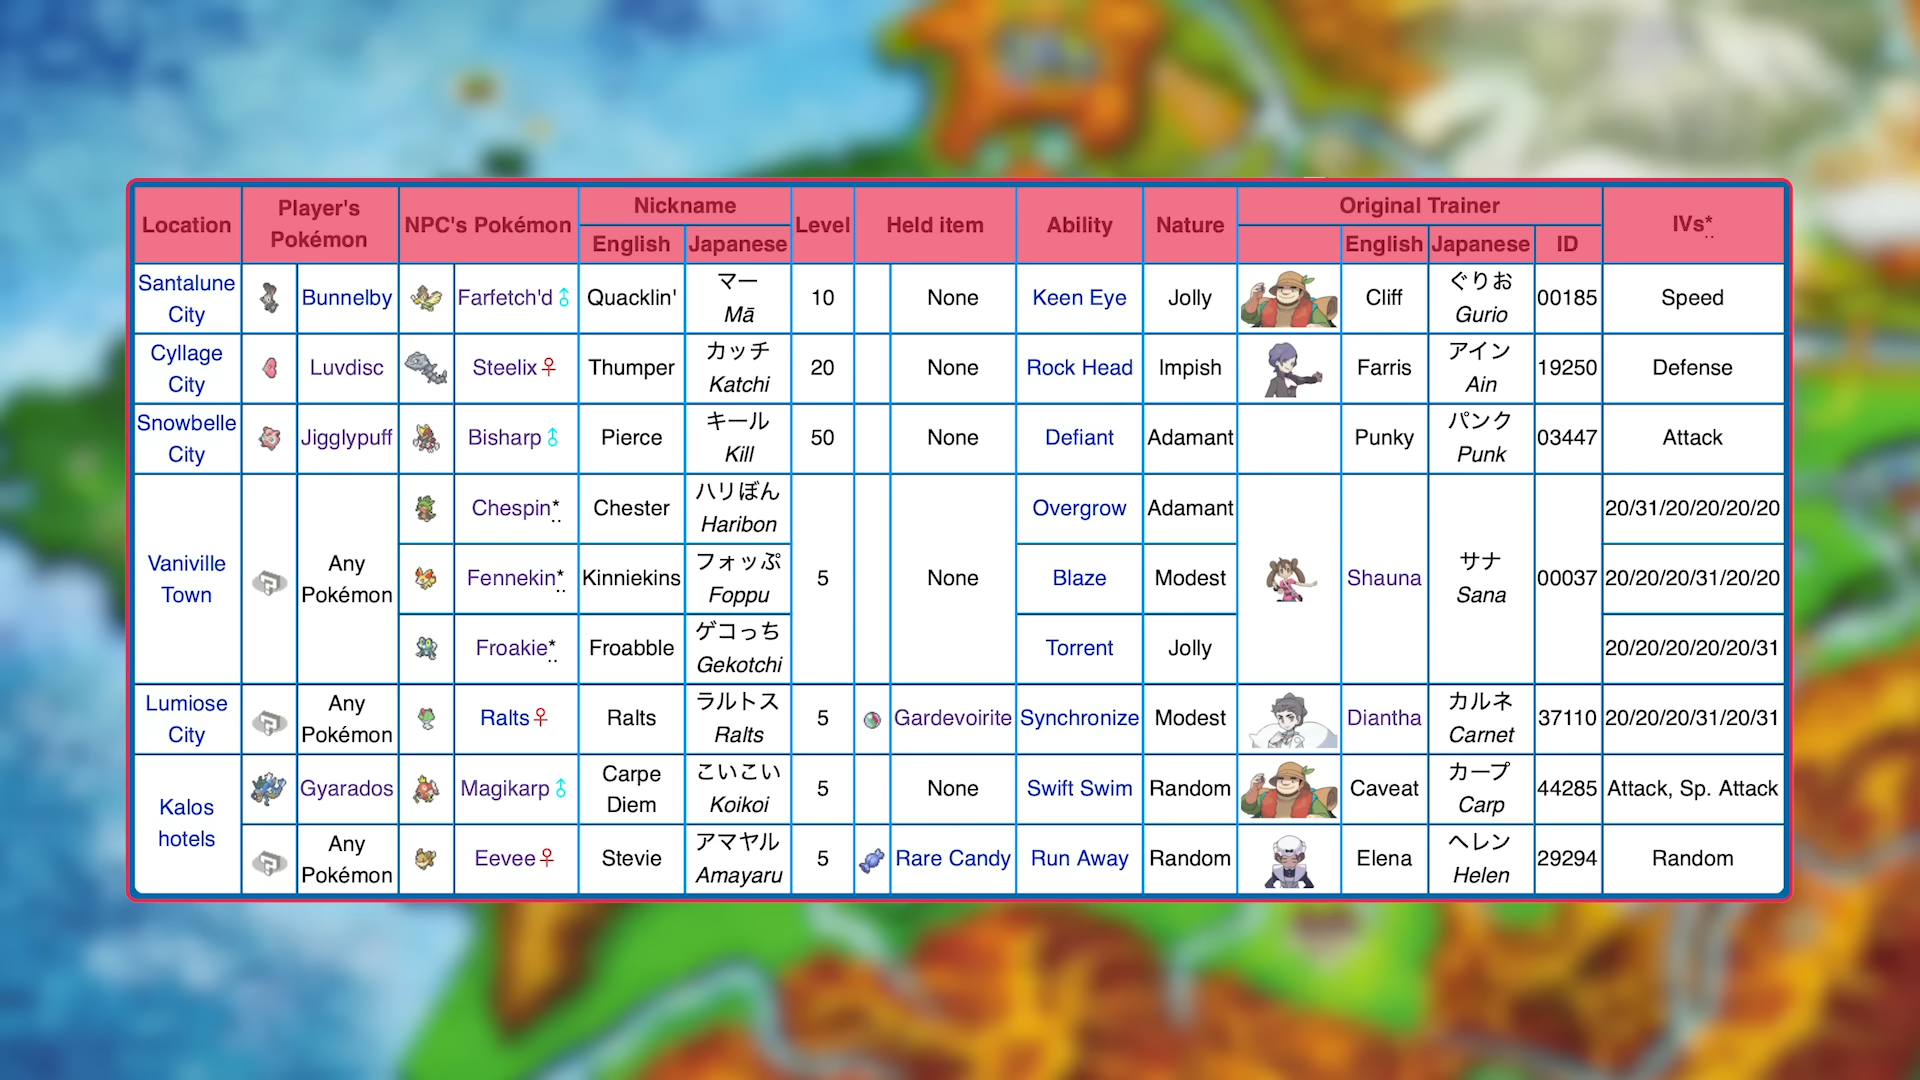 Location Player's Pokémon NPC's Pokémon Nickname Level Held item Ability Nature Original Trainer IVs*
English Japanese English Japanese ID
Santalune City Bunnelby Farfetch'd♂ Quacklin' マー Mā 10 None Keen Eye Jolly Cliff ぐりお Gurio 00185 Speed
Cyllage City Luvdisc Steelix♀ Thumper カッチ Katchi 20 None Rock Head Impish Farris アイン Ain 19250 Defense
Snowbelle City Jigglypuff Bisharp♂ Pierce キール Kill 50 None Defiant Adamant Punky パンク Punk 03447 Attack
Vaniville Town Any Pokémon Chespin* Chester ハリぼん Haribon 5 None Overgrow Adamant Shauna サナ Sana 00037 20/31/20/20/20/20
Fennekin* Kinniekins フォッぷ Foppu Blaze Modest 20/20/20/31/20/20
Froakie* Froabble ゲコっち Gekotchi Torrent Jolly 20/20/20/20/20/31
Lumiose City Any Pokémon Ralts♀ Ralts ラルトス Ralts 5 Gardevoirite Synchronize Modest Diantha カルネ Carnet 37110 20/20/20/31/20/31
Kalos hotels Gyarados Magikarp♂ Carpe Diem こいこい Koikoi 5 None Swift Swim Random Caveat カープ Carp 44285 Attack, Sp. Attack
Any Pokémon Eevee♀ Stevie アマヤル Amayaru 5 Rare Candy Run Away Random Elena ヘレン Helen 29294 Random